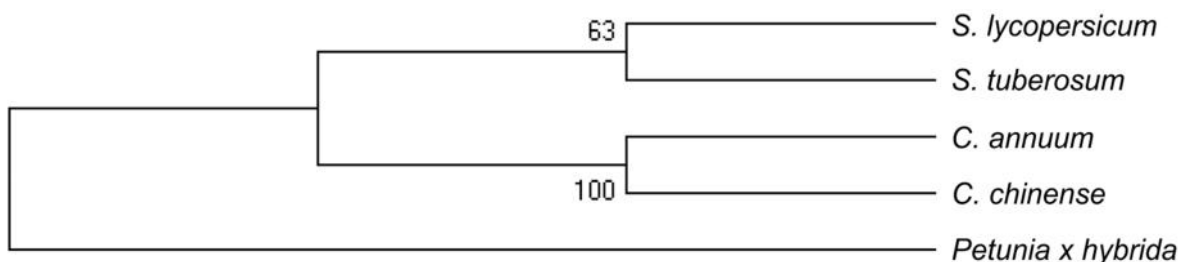 63
S. lycopersicum
S. tuberosum
C. annuum
100
C. chinense
Petunia x hybrida